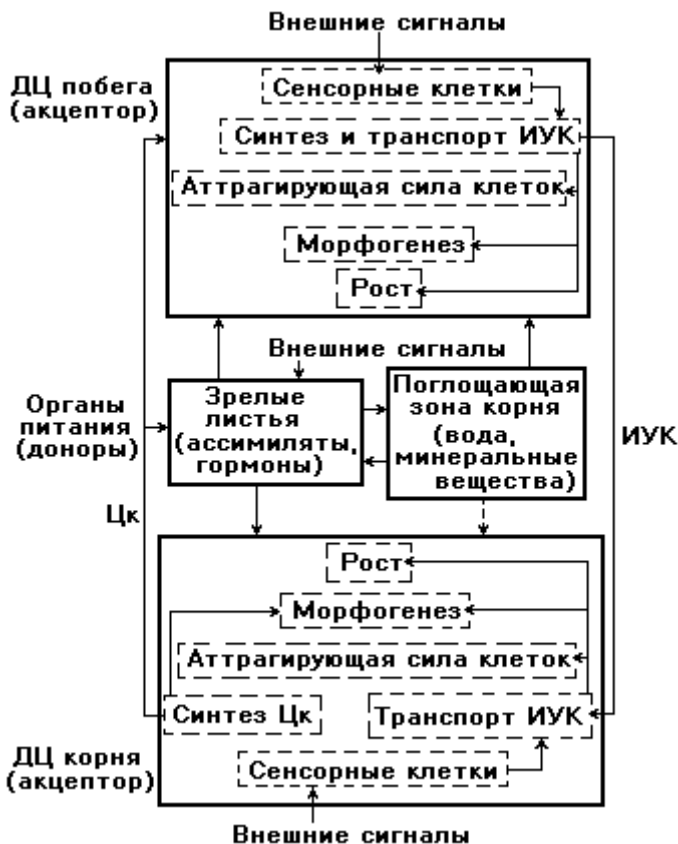 Внешние сигналы
ДЦ побега
(акцептор)
Сенсорные клетки
Синтез и транспорт ИУК
Аттрагирующая сила клеток
Морфогенез
Рост
Внешние сигналы
Органы
питания
(доноры)
Зрелые
листья
(ассимиляты,
гормоны)
Поглощающая
зона корня
(вода,
минеральные
вещества)
ИУК
Цк
Рост
Морфогенез
Аттрагирующая сила клеток
Синтез Цк
Транспорт ИУК
ДЦ корня
(акцептор)
Сенсорные клетки
Внешние сигналы